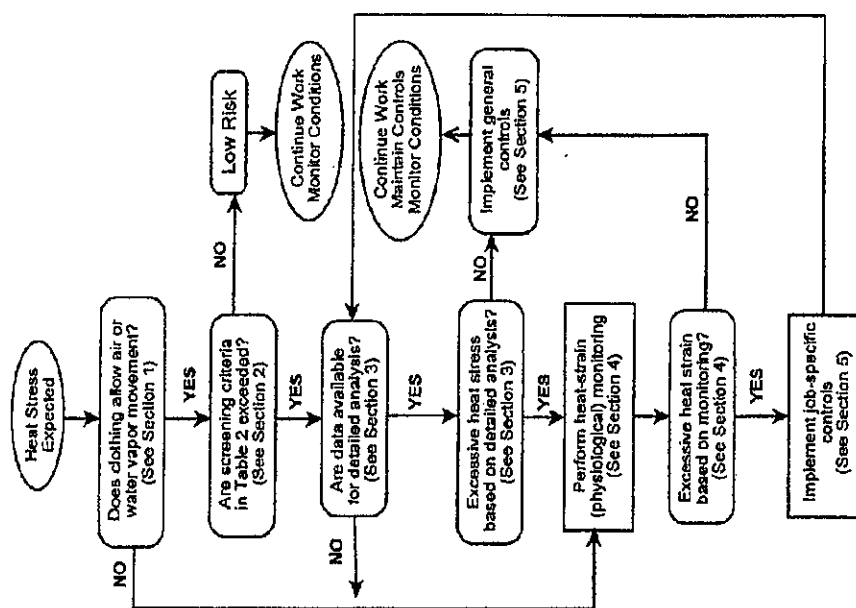 Heat Stress
Expected
Does clothing allow air or
water vapor movement?
(See Section 1)
NO
YES
Are screening criteria
in Table 2 exceeded?
(See Section 2)
NO
Low Risk
Continue Work
Monitor Conditions
YES
Are data available
for detailed analysis?
(See Section 3)
NO
YES
Excessive heat stress
based on detailed analysis?
(See Section 3)
NO
Implement general
controls
(See Section 5)
Continue Work
Maintain Controls
Monitor Conditions
YES
Perform heat-strain
(physiological) monitoring
(See Section 4)
Excessive heat strain
based on monitoring?
(See Section 4)
NO
YES
Implement job-specific
controls
(See Section 5)